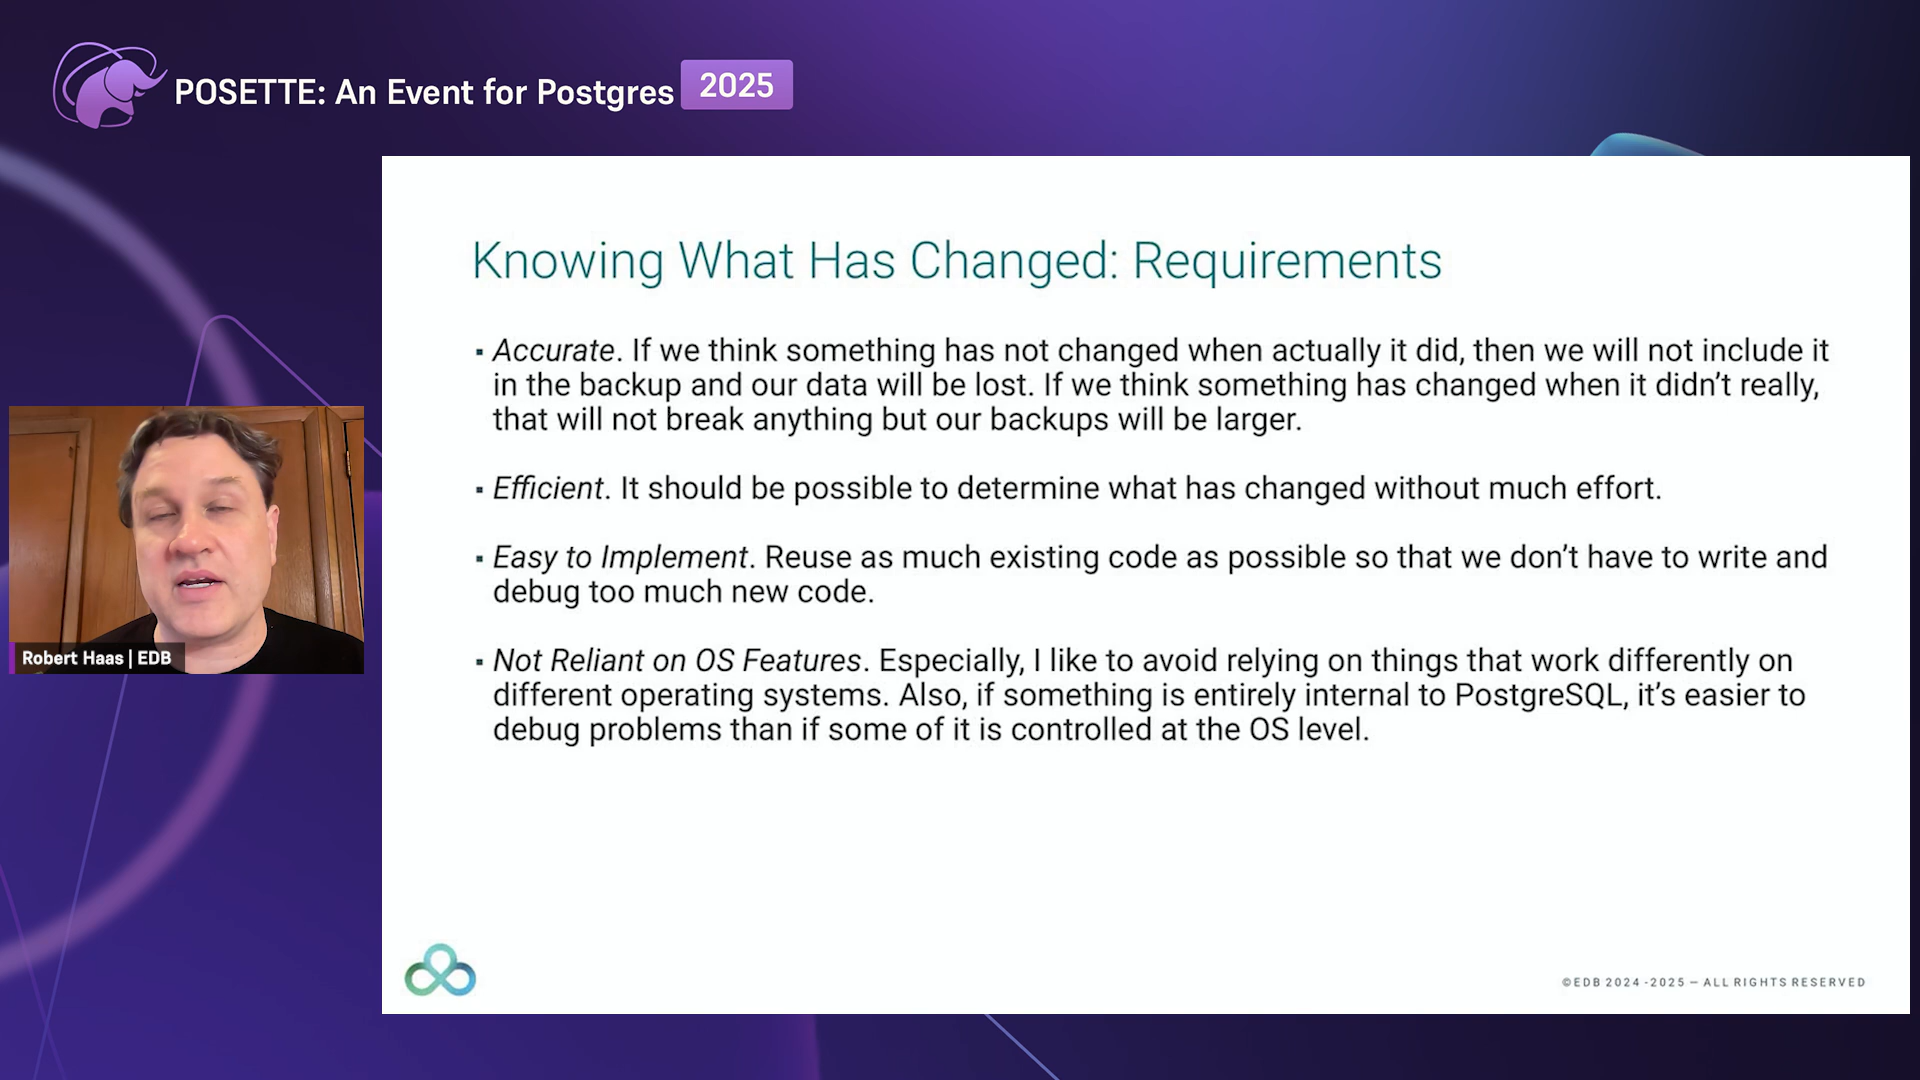 POSETTE: An Event for Postgres 2025
Knowing What Has Changed: Requirements
▪ Accurate. If we think something has not changed when actually it did, then we will not include it
in the backup and our data will be lost. If we think something has changed when it didn’t really,
that will not break anything but our backups will be larger.
▪ Efficient. It should be possible to determine what has changed without much effort.
▪ Easy to Implement. Reuse as much existing code as possible so that we don’t have to write and
debug too much new code.
▪ Not Reliant on OS Features. Especially, I like to avoid relying on things that work differently on
different operating systems. Also, if something is entirely internal to PostgreSQL, it’s easier to
debug problems than if some of it is controlled at the OS level.
Robert Haas | EDB
©EDB 2024 -2025 — ALL RIGHTS RESERVED